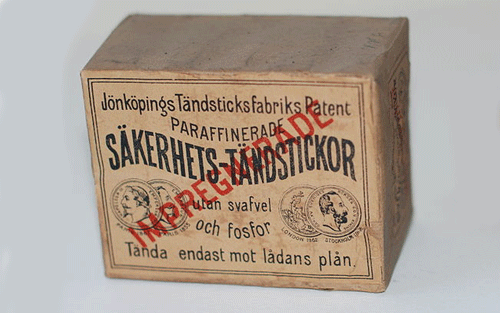 Jönköpings Tändsticksfabriks Patent
PARAFFINERADE
SÄKERHETS-TÄNDSTICKOR
IMPREGNERADE
utan svafvel
och fosfor
LONDON 1862 STOCKHOLM
Tända endast mot lådans plån.